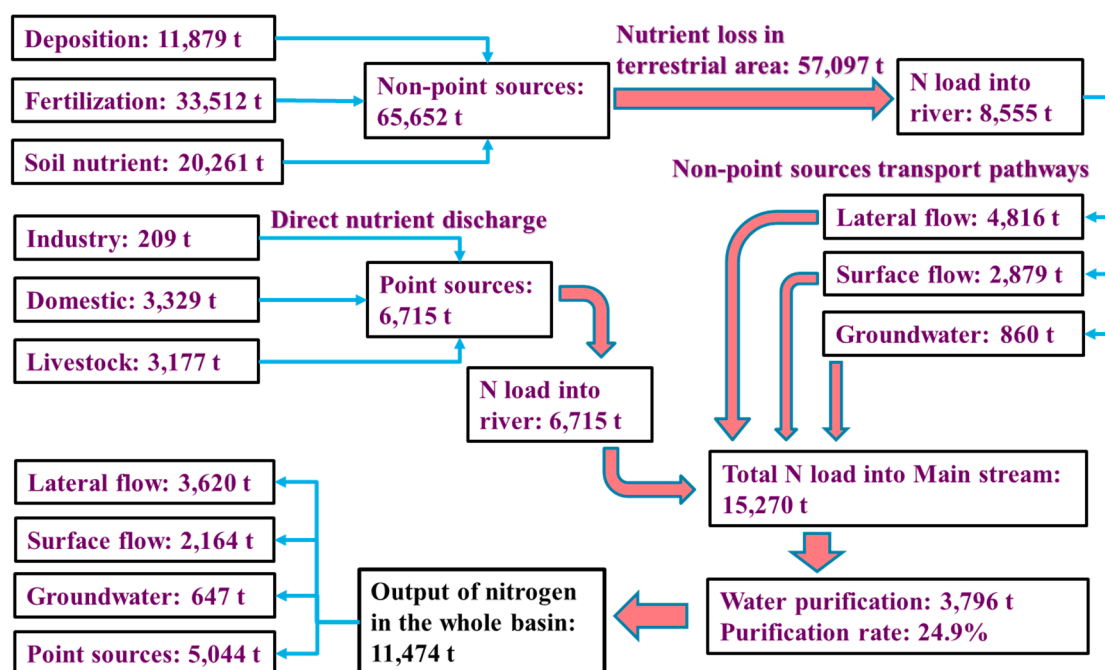 Deposition: 11,879 t
Fertilization: 33,512 t
Soil nutrient: 20,261 t
Non-point sources:
65,652 t
Nutrient loss in
terrestrial area: 57,097 t
N load into
river: 8,555 t
Non-point sources transport pathways
Lateral flow: 4,816 t
Surface flow: 2,879 t
Groundwater: 860 t
Direct nutrient discharge
Industry: 209 t
Domestic: 3,329 t
Livestock: 3,177 t
Point sources:
6,715 t
N load into
river: 6,715 t
Total N load into Main stream:
15,270 t
Water purification: 3,796 t
Purification rate: 24.9%
Output of nitrogen
in the whole basin:
11,474 t
Lateral flow: 3,620 t
Surface flow: 2,164 t
Groundwater: 647 t
Point sources: 5,044 t